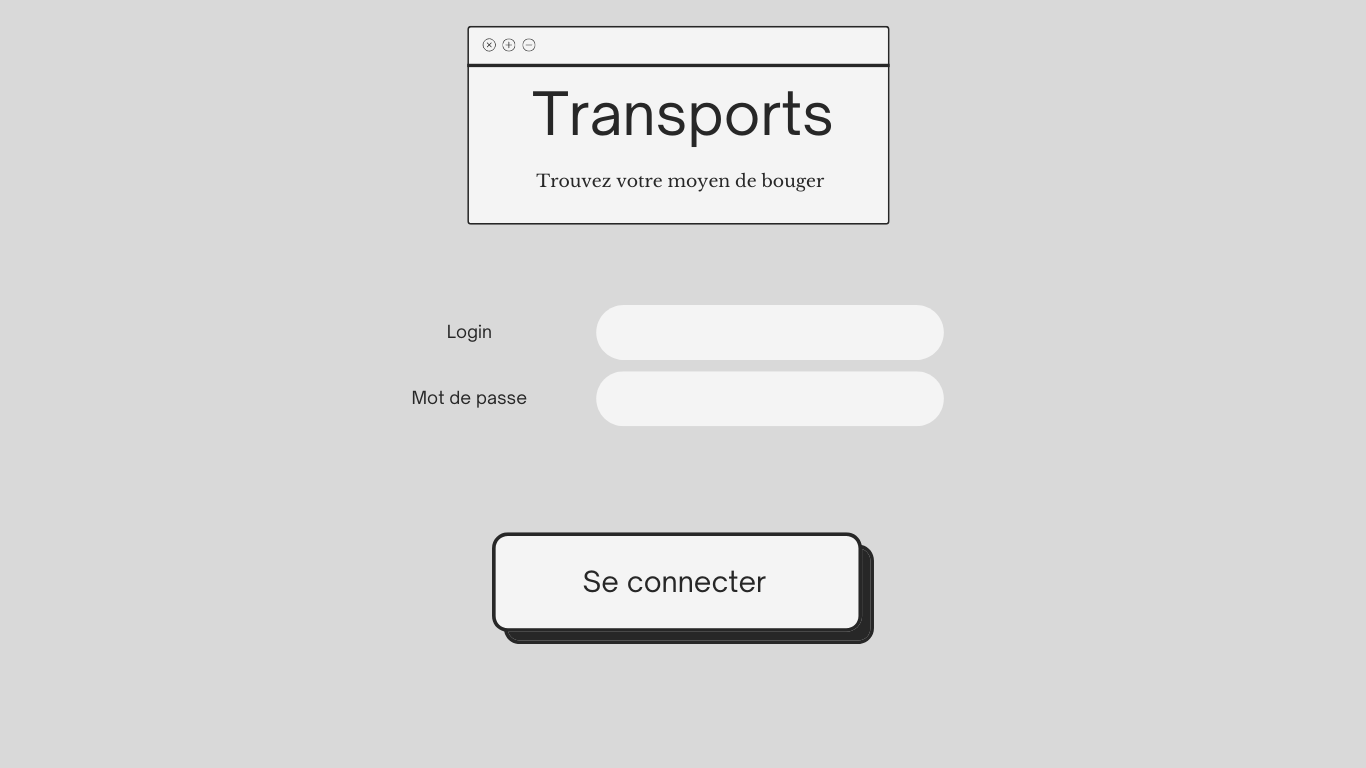 Transports
Trouvez votre moyen de bouger
Login
Mot de passe
Se connecter